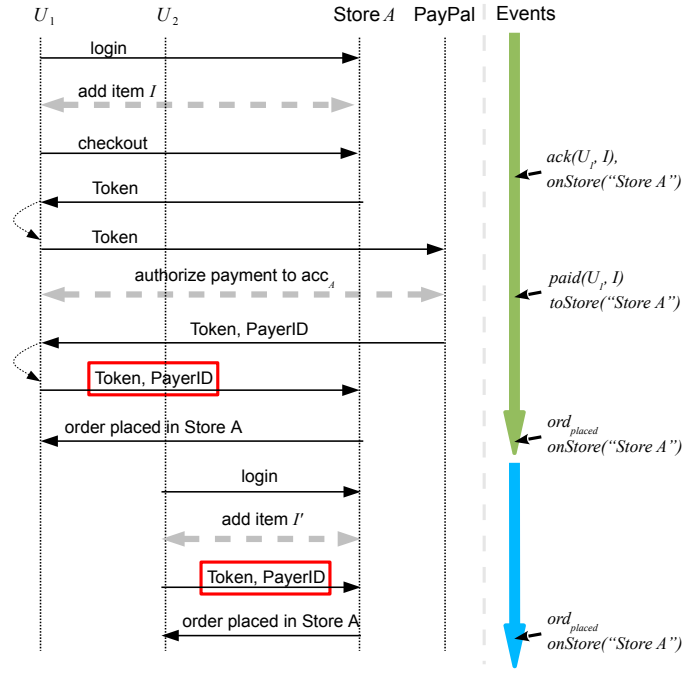 U1 U2 Store A PayPal Events
login
add item I
checkout
ack(U1, I),
onStore("Store A")
Token
Token
authorize payment to accA
paid(U1, I)
toStore("Store A")
Token, PayerID
Token, PayerID
order placed in Store A
ordplaced
onStore("Store A")
login
add item I'
Token, PayerID
order placed in Store A
ordplaced
onStore("Store A")